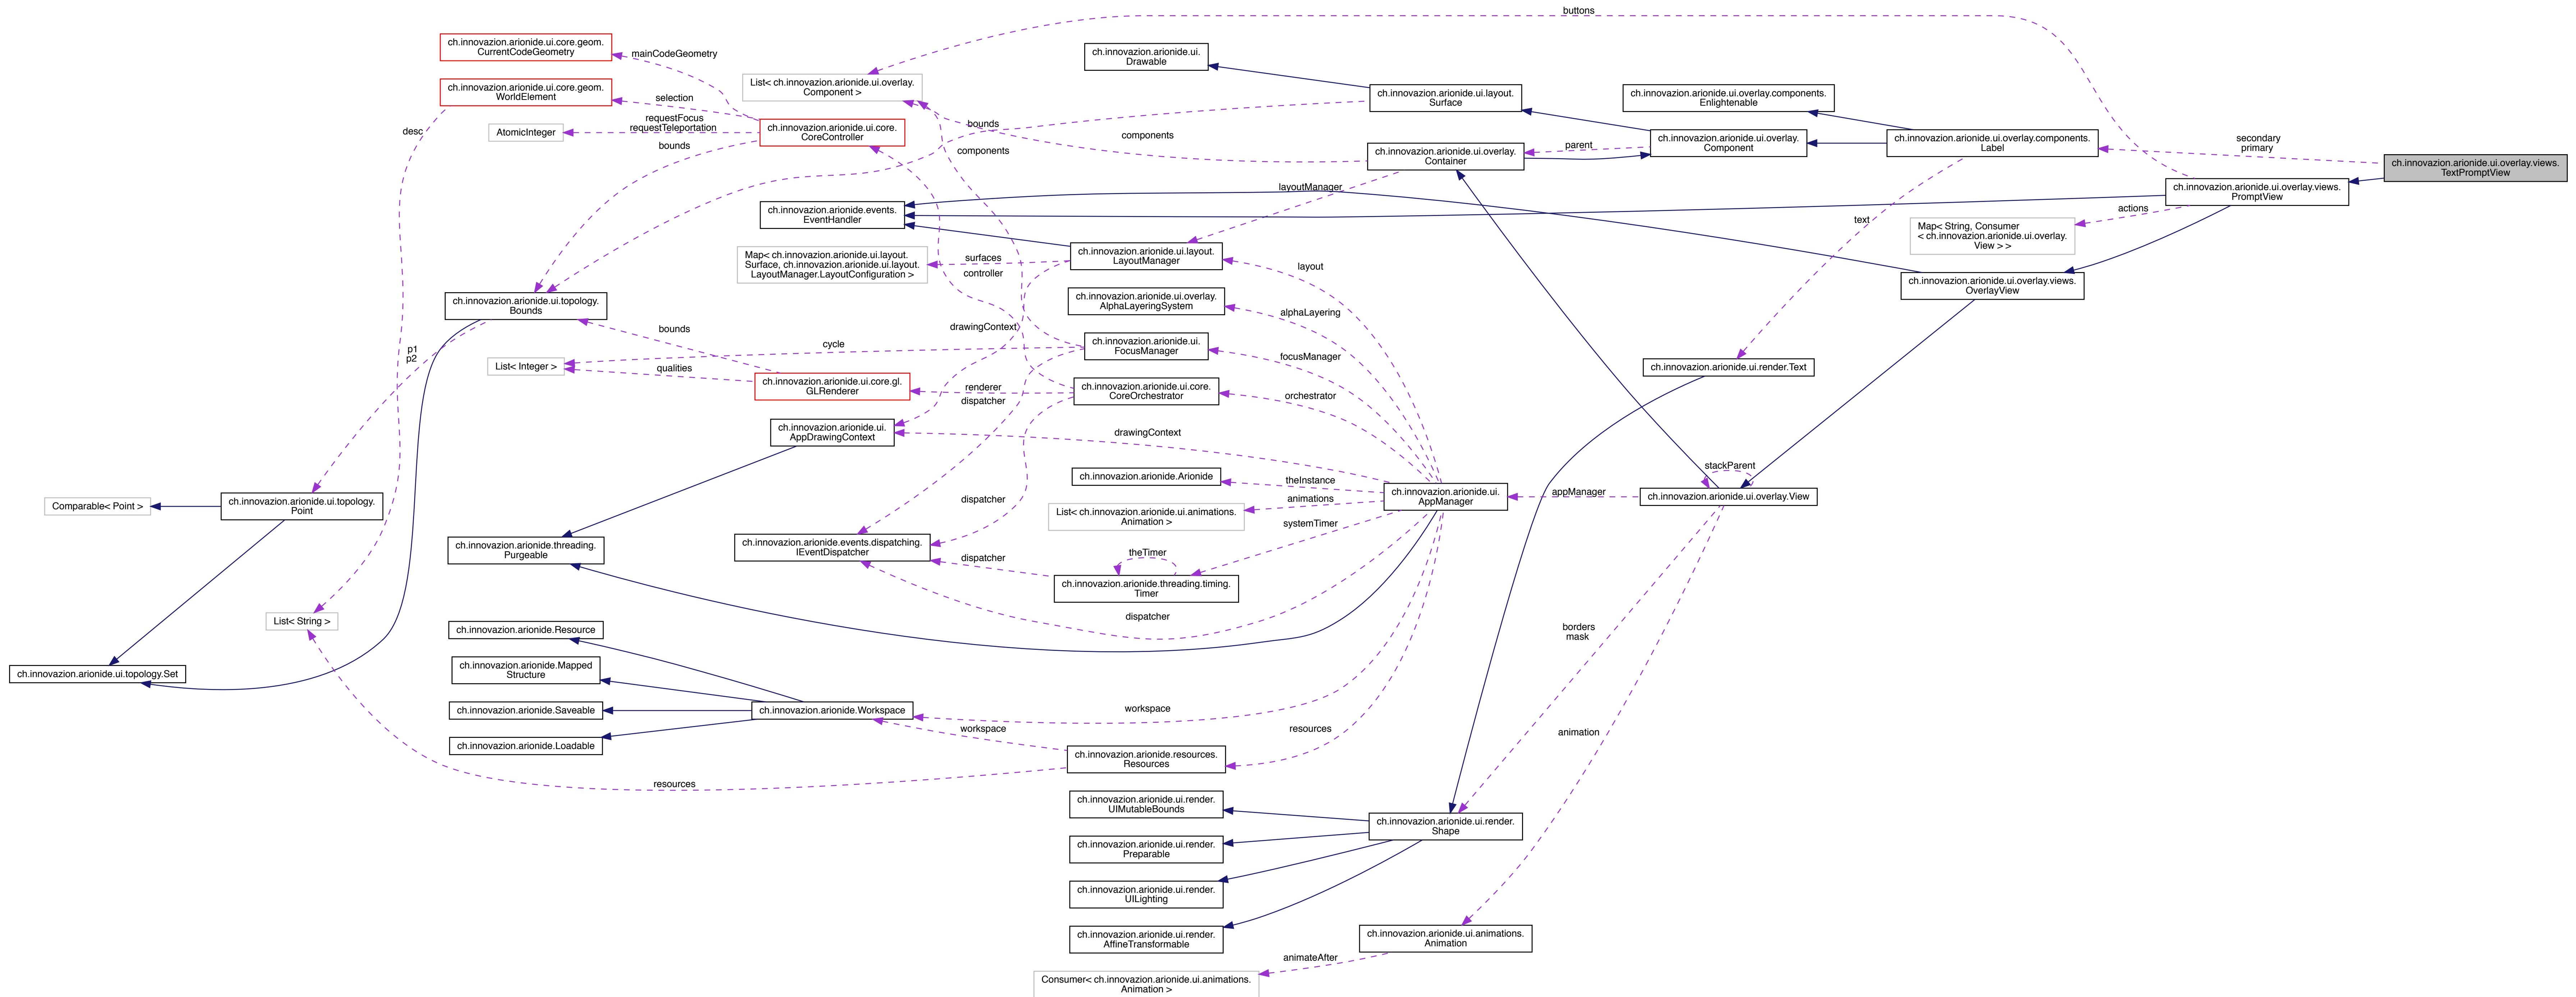 buttons
ch.innovazion.arionide.ui.core.geom.
CurrentCodeGeometry
mainCodeGeometry
ch.innovazion.arionide.ui.
Drawable
List< ch.innovazion.arionide.ui.overlay.
Component >
ch.innovazion.arionide.ui.core.geom.
WorldElement
selection
ch.innovazion.arionide.ui.layout.
Surface
ch.innovazion.arionide.ui.overlay.components.
Enlightenable
desc
AtomicInteger
requestFocus
requestTeleportation
ch.innovazion.arionide.ui.core.
CoreController
bounds
components
ch.innovazion.arionide.ui.overlay.
Component
ch.innovazion.arionide.ui.overlay.components.
Label
secondary
primary
bounds
components
ch.innovazion.arionide.ui.overlay.
Container
parent
ch.innovazion.arionide.ui.overlay.views.
TextPromptView
layoutManager
ch.innovazion.arionide.ui.overlay.views.
PromptView
ch.innovazion.arionide.events.
EventHandler
text
actions
Map< String, Consumer
< ch.innovazion.arionide.ui.overlay.
View > >
Map< ch.innovazion.arionide.ui.layout.
Surface, ch.innovazion.arionide.ui.layout.
LayoutManager.LayoutConfiguration >
surfaces
controller
ch.innovazion.arionide.ui.layout.
LayoutManager
layout
ch.innovazion.arionide.ui.overlay.views.
OverlayView
ch.innovazion.arionide.ui.topology.
Bounds
ch.innovazion.arionide.ui.overlay.
AlphaLayeringSystem
alphaLayering
bounds
drawingContext
p1
p2
cycle
ch.innovazion.arionide.ui.
FocusManager
focusManager
List< Integer >
qualities
ch.innovazion.arionide.ui.render.Text
ch.innovazion.arionide.ui.core.gl.
GLRenderer
renderer
dispatcher
ch.innovazion.arionide.ui.core.
CoreOrchestrator
orchestrator
ch.innovazion.arionide.ui.
AppDrawingContext
drawingContext
stackParent
ch.innovazion.arionide.Arionide
theInstance
ch.innovazion.arionide.ui.
AppManager
appManager
ch.innovazion.arionide.ui.overlay.View
Comparable< Point >
ch.innovazion.arionide.ui.topology.
Point
dispatcher
animations
List< ch.innovazion.arionide.ui.animations.
Animation >
systemTimer
ch.innovazion.arionide.threading.
Purgeable
ch.innovazion.arionide.events.dispatching.
IEventDispatcher
dispatcher
theTimer
ch.innovazion.arionide.threading.timing.
Timer
dispatcher
List< String >
ch.innovazion.arionide.Resource
borders
mask
ch.innovazion.arionide.ui.topology.Set
ch.innovazion.arionide.Mapped
Structure
ch.innovazion.arionide.Saveable
ch.innovazion.arionide.Workspace
workspace
workspace
resources
animation
ch.innovazion.arionide.Loadable
ch.innovazion.arionide.resources.
Resources
resources
ch.innovazion.arionide.ui.render.
UIMutableBounds
ch.innovazion.arionide.ui.render.
Shape
ch.innovazion.arionide.ui.render.
Preparable
ch.innovazion.arionide.ui.render.
UILighting
ch.innovazion.arionide.ui.render.
AffineTransformable
ch.innovazion.arionide.ui.animations.
Animation
animateAfter
Consumer< ch.innovazion.arionide.ui.animations.
Animation >